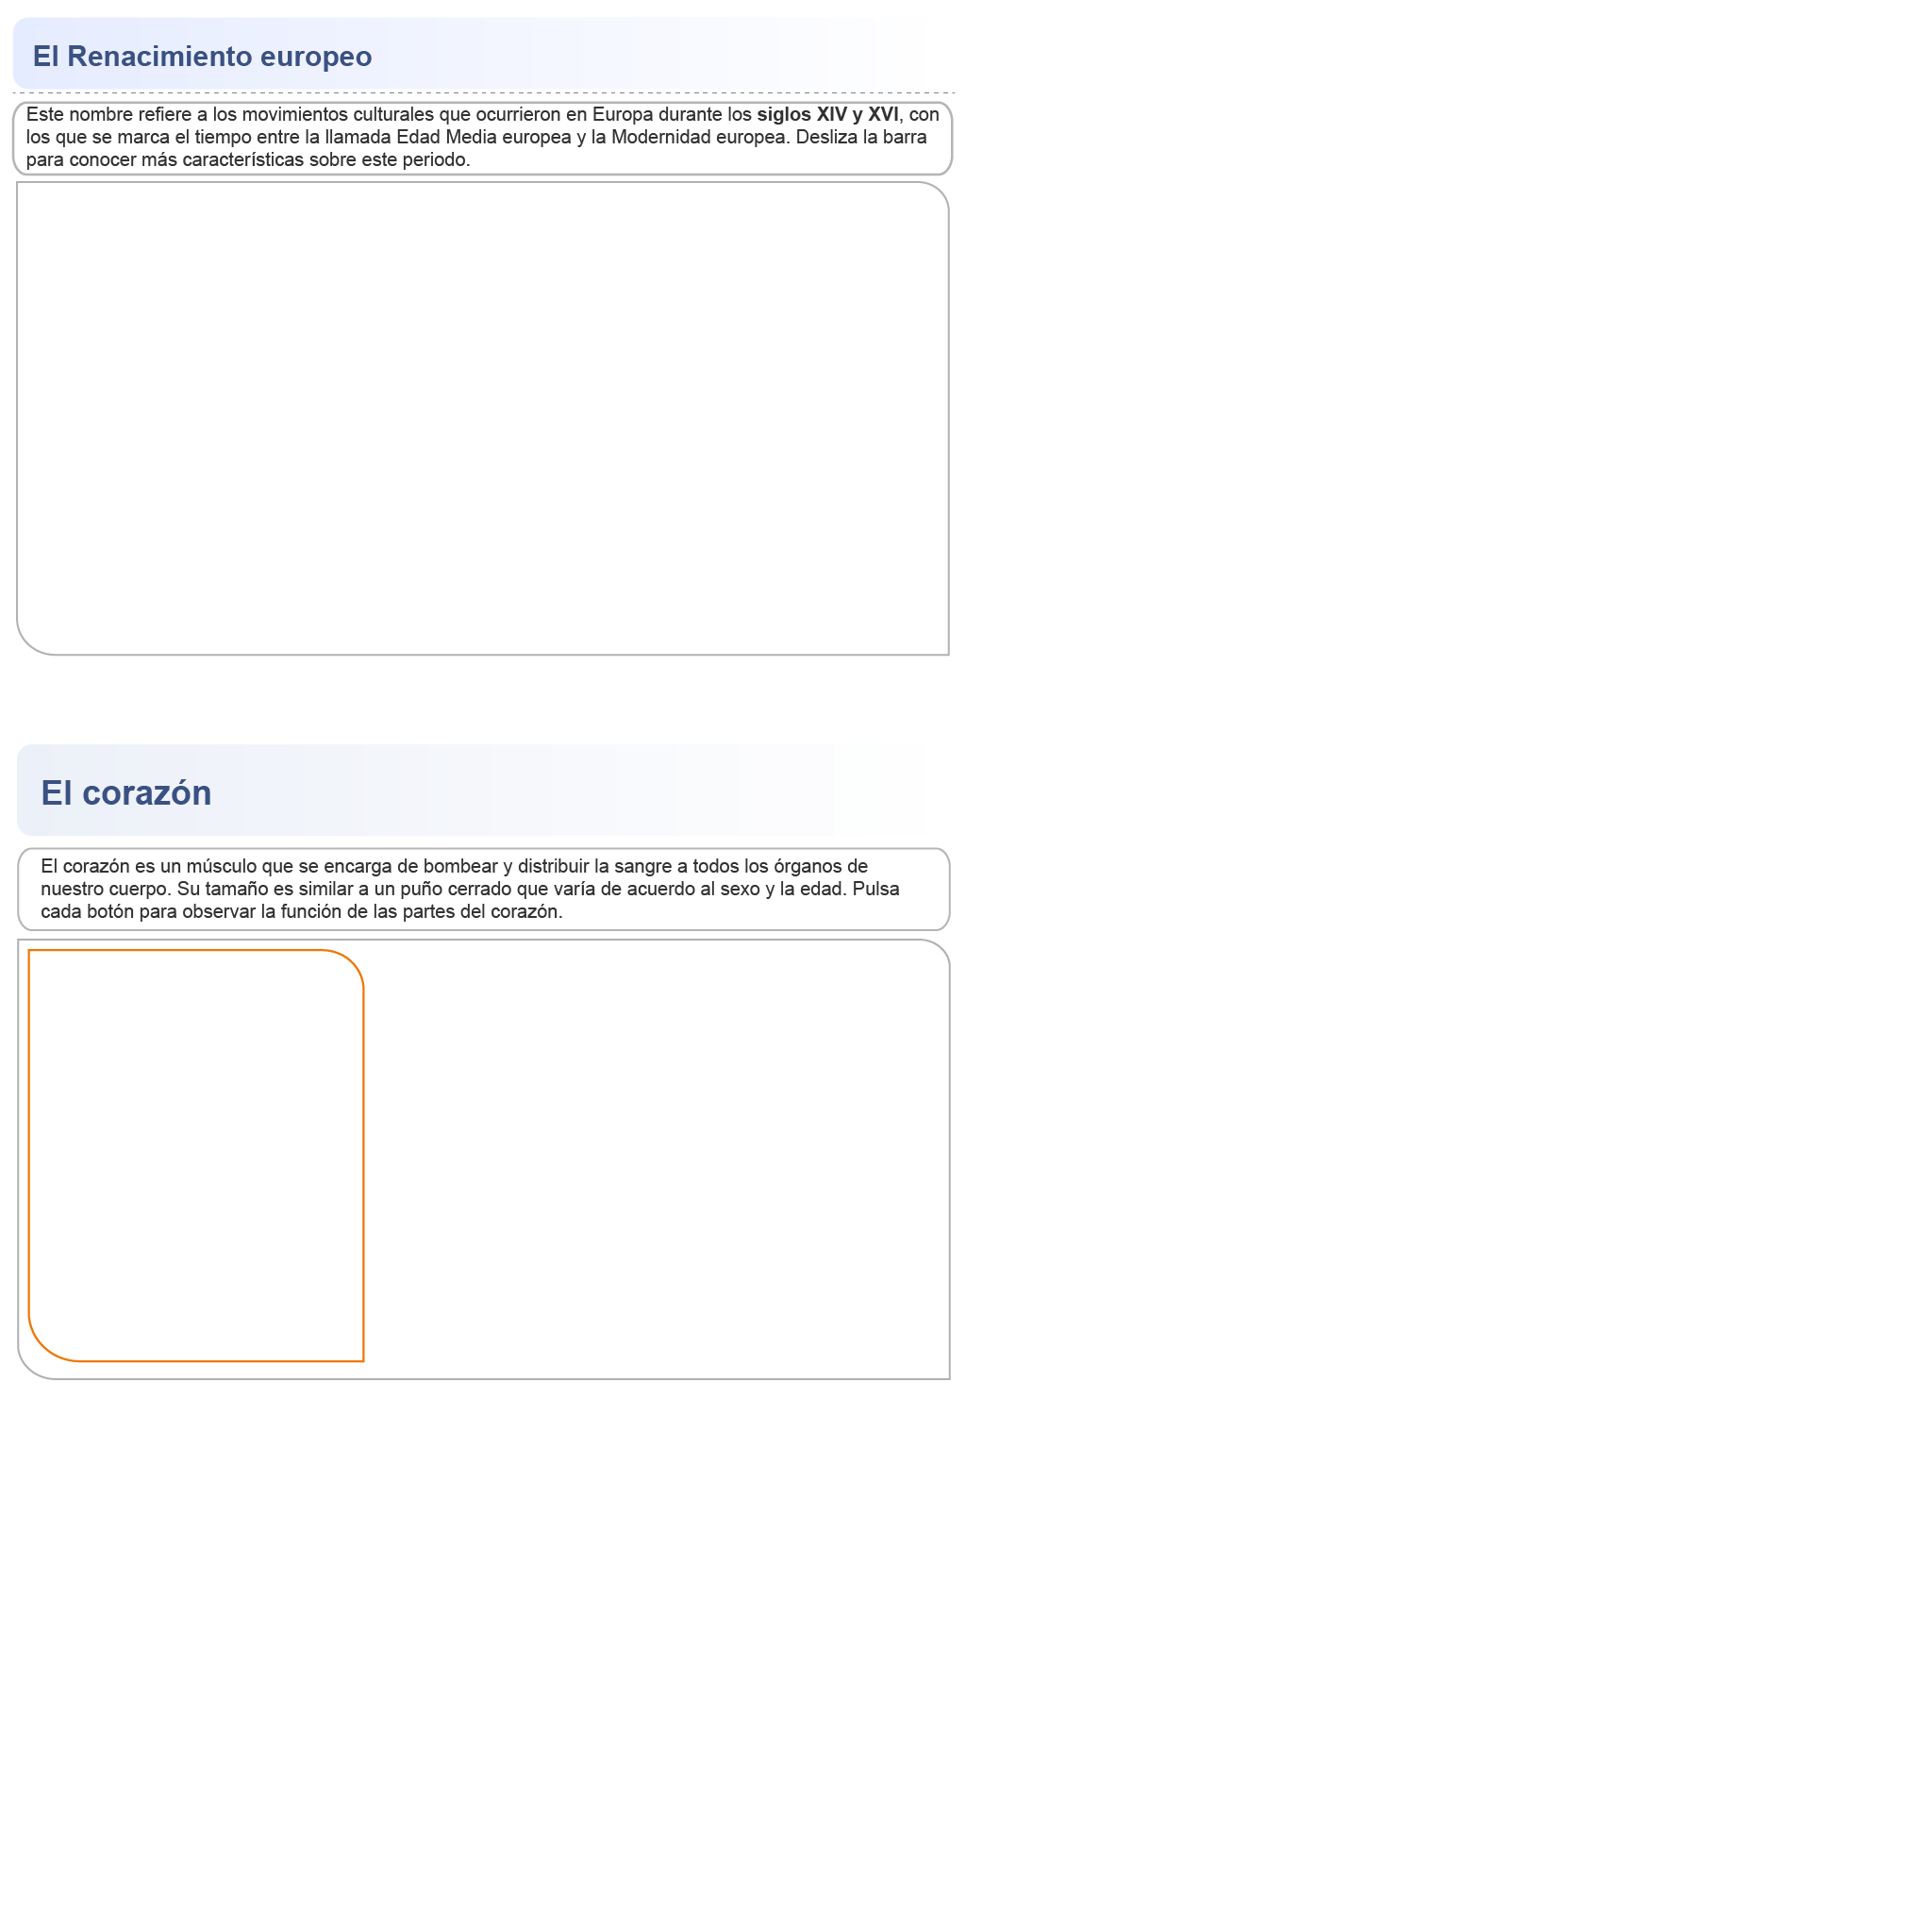 El Renacimiento europeo
Este nombre refiere a los movimientos culturales que ocurrieron en Europa durante los siglos XIV y XVI, con
los que se marca el tiempo entre la llamada Edad Media europea y la Modernidad europea. Desliza la barra
para conocer más características sobre este periodo.
El corazón
El corazón es un músculo que se encarga de bombear y distribuir la sangre a todos los órganos de
nuestro cuerpo. Su tamaño es similar a un puño cerrado que varía de acuerdo al sexo y la edad. Pulsa
cada botón para observar la función de las partes del corazón.